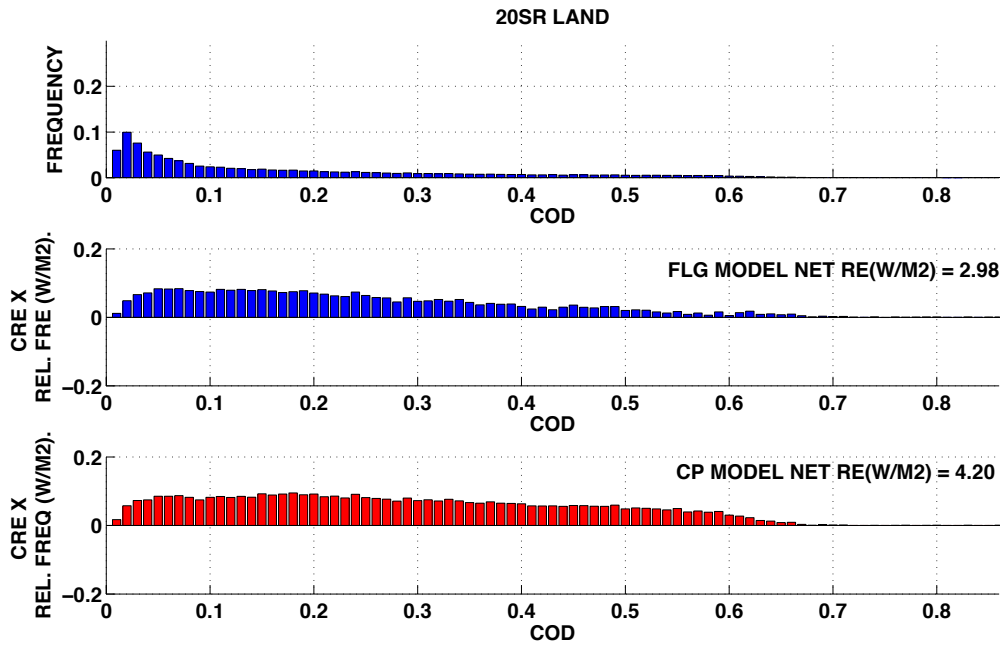 20SR LAND
FREQUENCY
0.2
0.1
0
0 0.1 0.2 0.3 0.4 0.5 0.6 0.7 0.8
COD
CRE X
REL. FRE (W/M2).
FLG MODEL NET RE(W/M2) = 2.98
0.2
0
−0.2
0 0.1 0.2 0.3 0.4 0.5 0.6 0.7 0.8
COD
CRE X
REL. FREQ (W/M2).
CP MODEL NET RE(W/M2) = 4.20
0.2
0
−0.2
0 0.1 0.2 0.3 0.4 0.5 0.6 0.7 0.8
COD